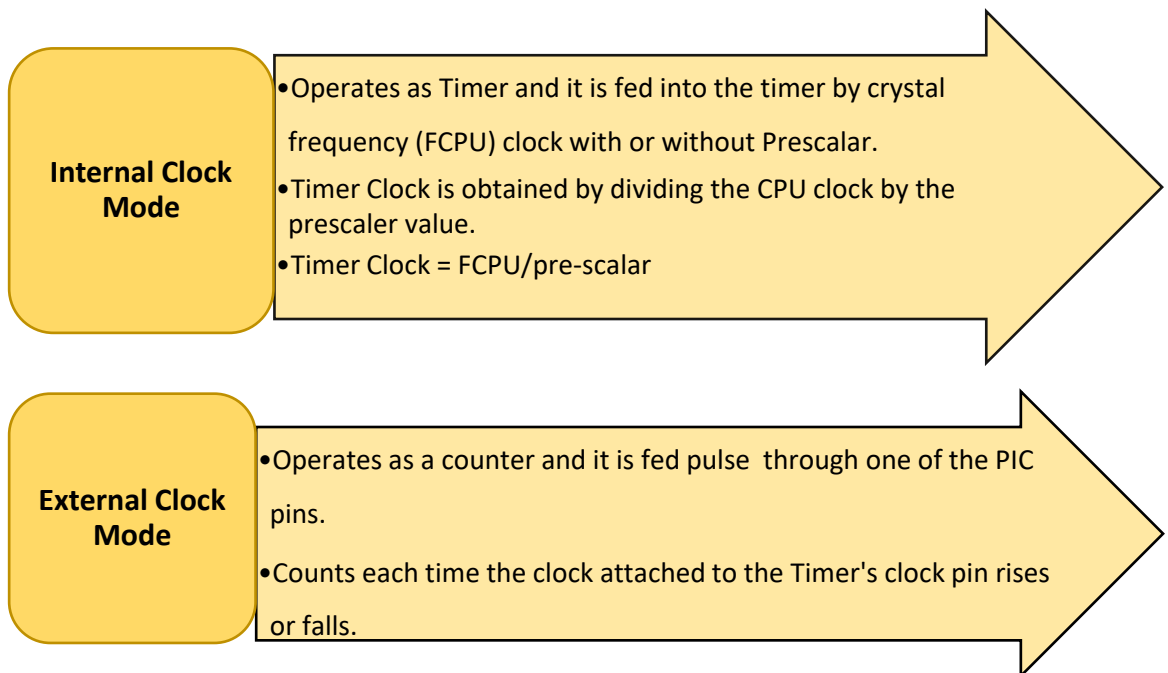 Internal Clock
Mode
•Operates as Timer and it is fed into the timer by crystal
frequency (FCPU) clock with or without Prescalar.
•Timer Clock is obtained by dividing the CPU clock by the
prescaler value.
•Timer Clock = FCPU/pre-scalar
External Clock
Mode
•Operates as a counter and it is fed pulse  through one of the PIC
pins.
•Counts each time the clock attached to the Timer's clock pin rises
or falls.